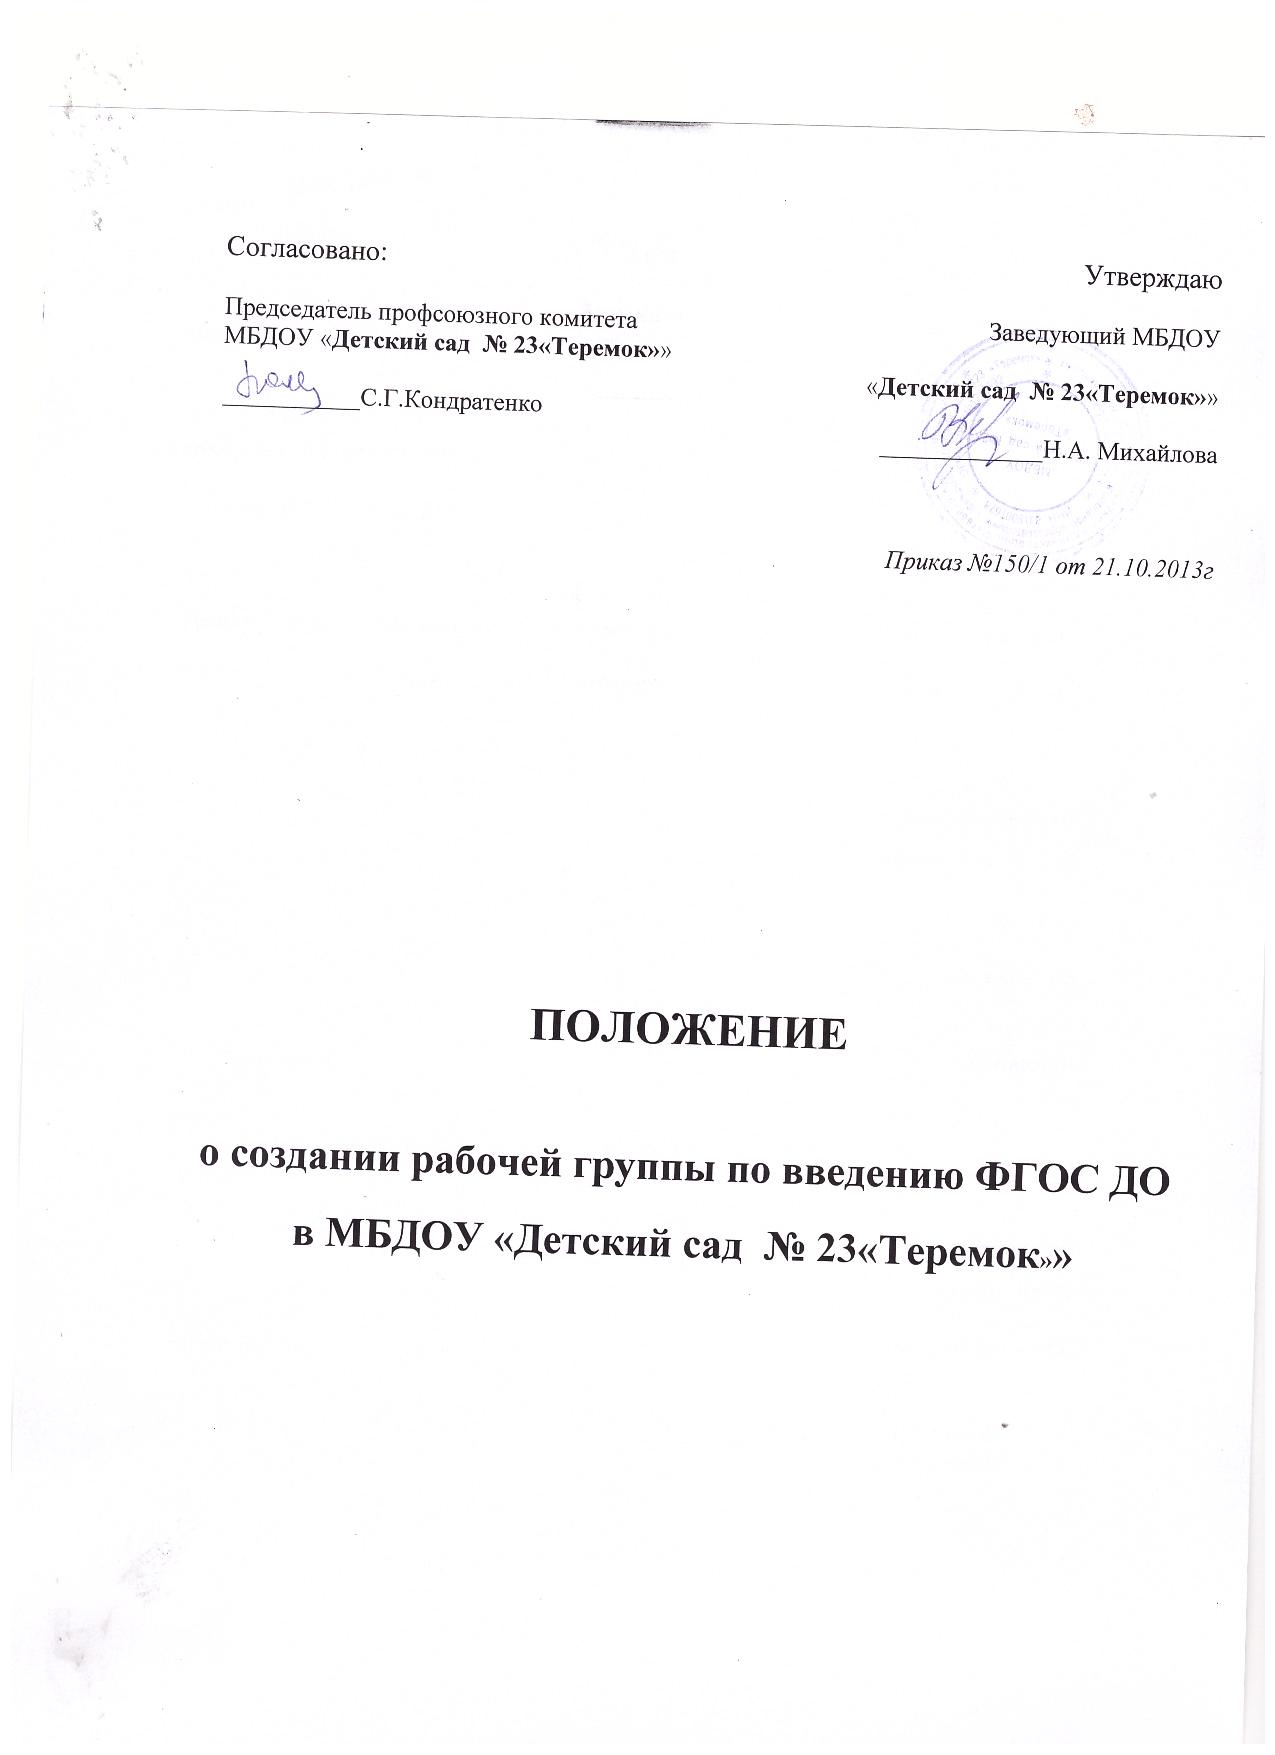 Согласовано:
Председатель профсоюзного комитета
МБДОУ «Детский сад № 23«Теремок»»
____________С.Г.Кондратенко
Утверждаю
Заведующий МБДОУ
«Детский сад № 23«Теремок»»
______________Н.А. Михайлова
Приказ №150/1 от 21.10.2013г
ПОЛОЖЕНИЕ
о создании рабочей группы по введению ФГОС ДО
в МБДОУ «Детский сад № 23«Теремок»»